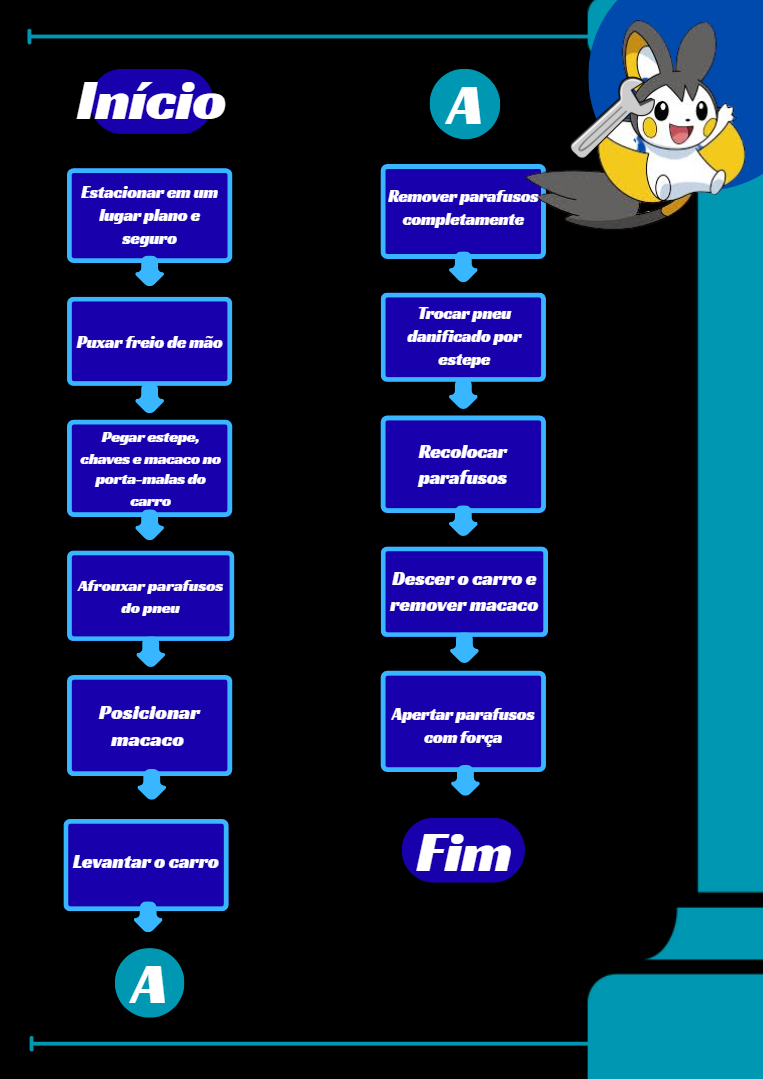 Início
Estacionar em um
lugar plano e
seguro
Puxar freio de mão
Pegar estepe,
chaves e macaco no
porta-malas do
carro
Afrouxar parafusos
do pneu
Posicionar
macaco
Levantar o carro
A
A
Remover parafusos
completamente
Trocar pneu
danificado por
estepe
Recolocar
parafusos
Descer o carro e
remover macaco
Apertar parafusos
com força
Fim